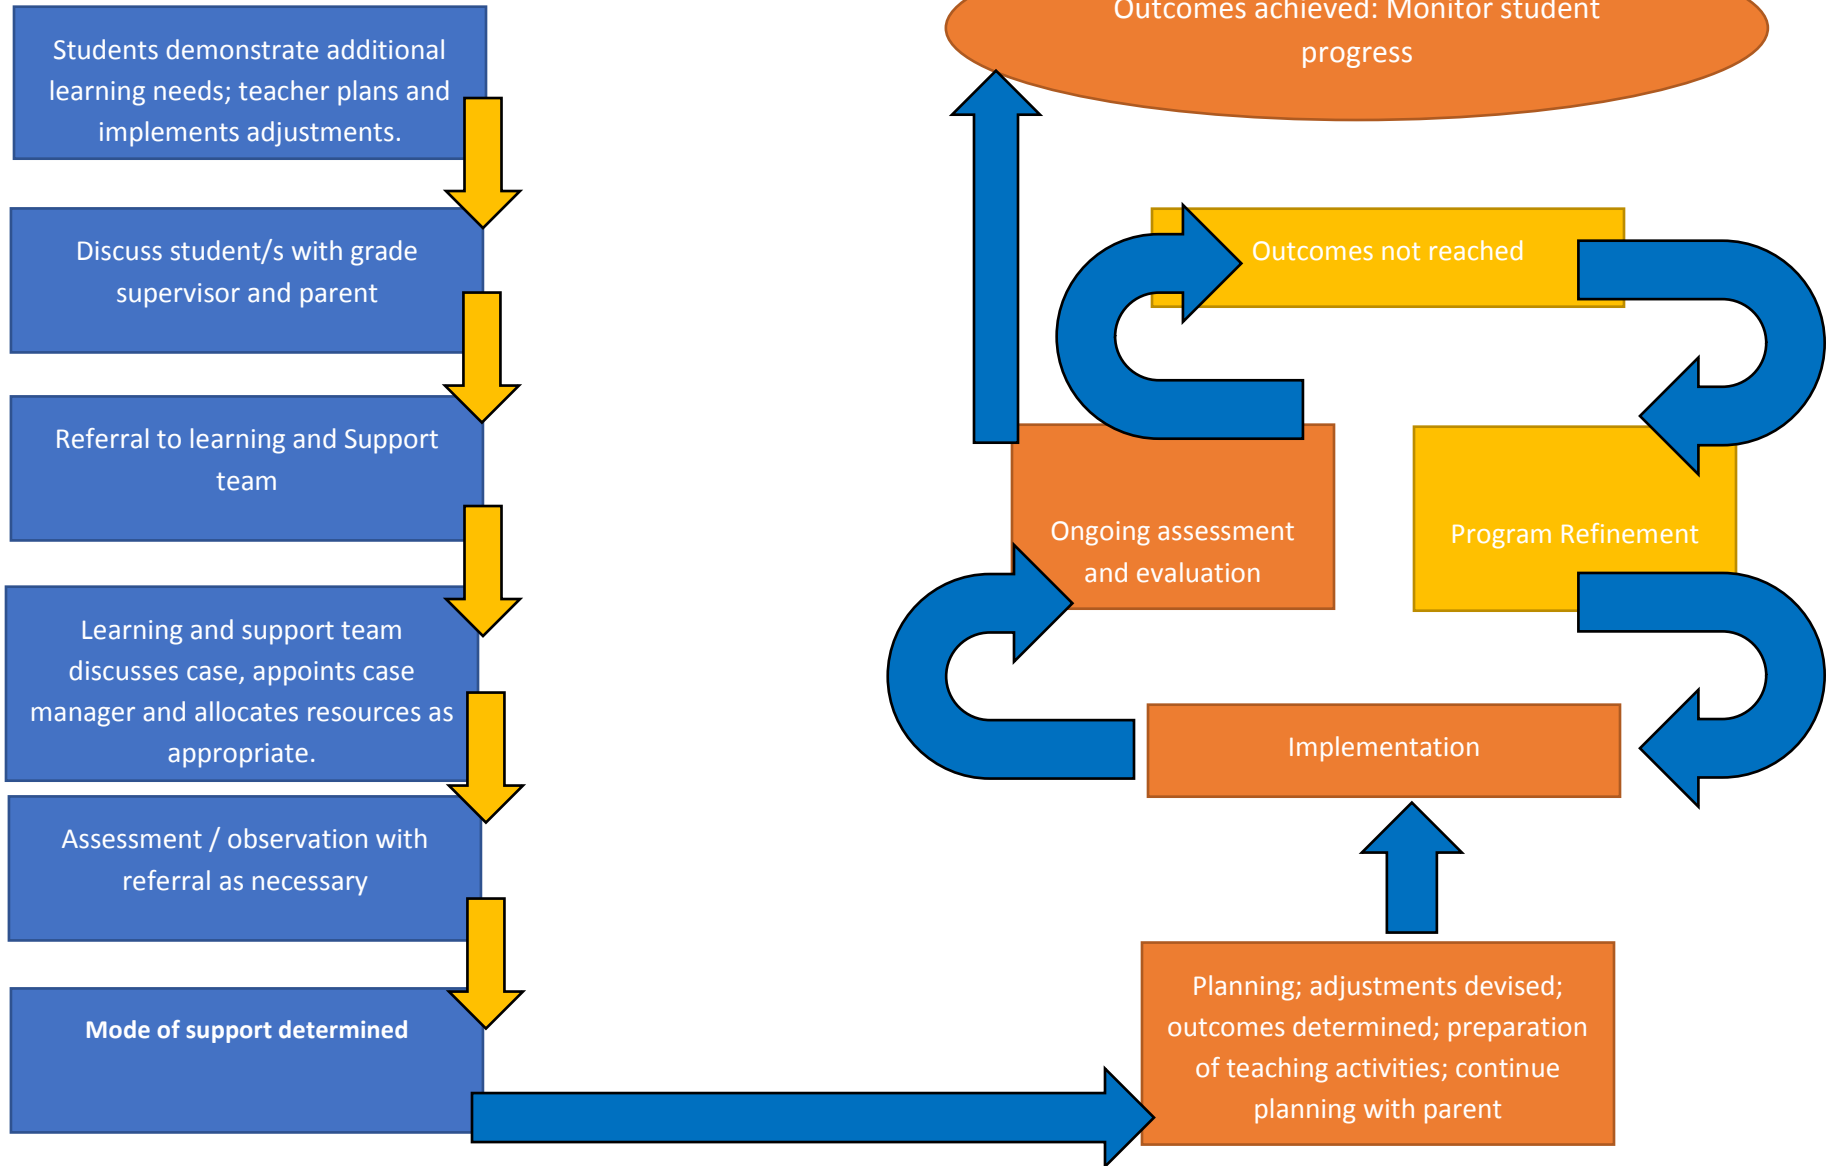 Students demonstrate additional
learning needs; teacher plans and
implements adjustments.
Discuss student/s with grade
supervisor and parent
Referral to learning and Support
team
Learning and support team
discusses case, appoints case
manager and allocates resources as
appropriate.
Assessment / observation with
referral as necessary
Mode of support determined
Outcomes achieved: Monitor student
progress
Outcomes not reached
Ongoing assessment
and evaluation
Program Refinement
Implementation
Planning; adjustments devised;
outcomes determined; preparation
of teaching activities; continue
planning with parent